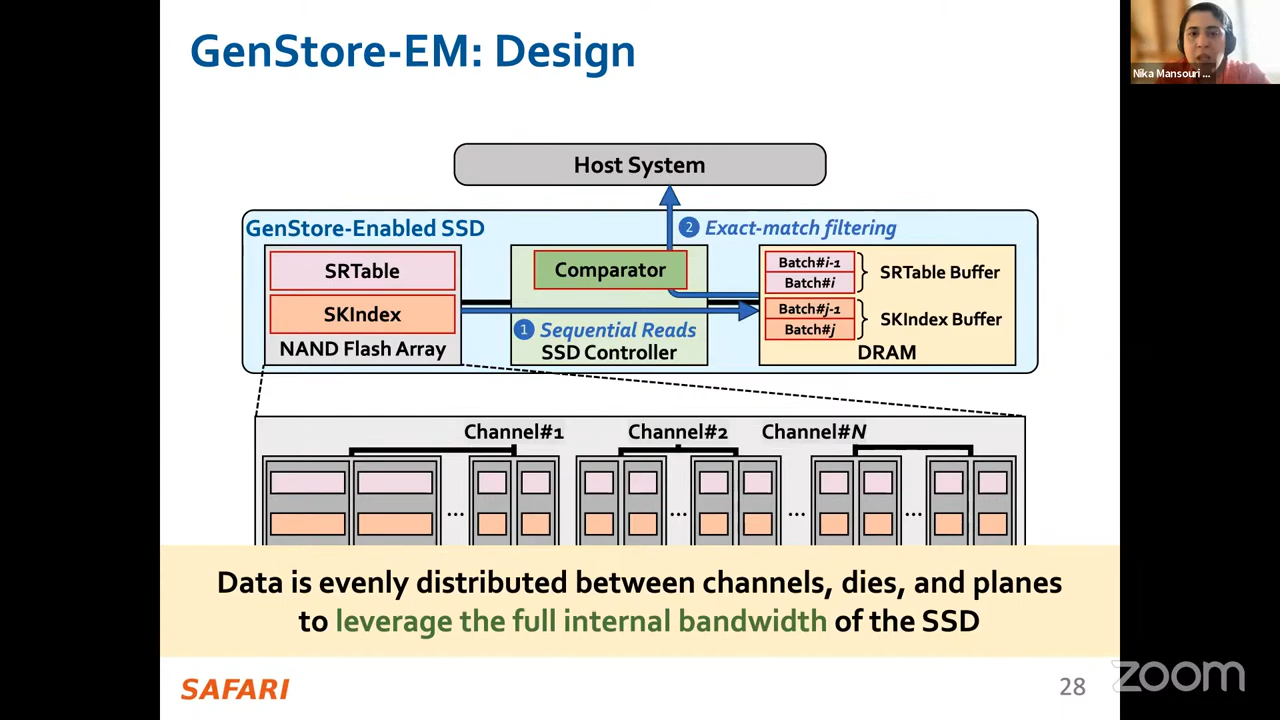 GenStore-EM: Design
Nika Mansouri ...
Host System
GenStore-Enabled SSD
2 Exact-match filtering
SRTable
SKIndex
NAND Flash Array
Comparator
1 Sequential Reads
SSD Controller
Batch#i-1
Batch#i
SRTable Buffer
Batch#j-1
Batch#j
SKIndex Buffer
DRAM
Channel#1
Channel#2
Channel#N
... ... ... ...
Data is evenly distributed between channels, dies, and planes
to leverage the full internal bandwidth of the SSD
SAFARI
28
zoom